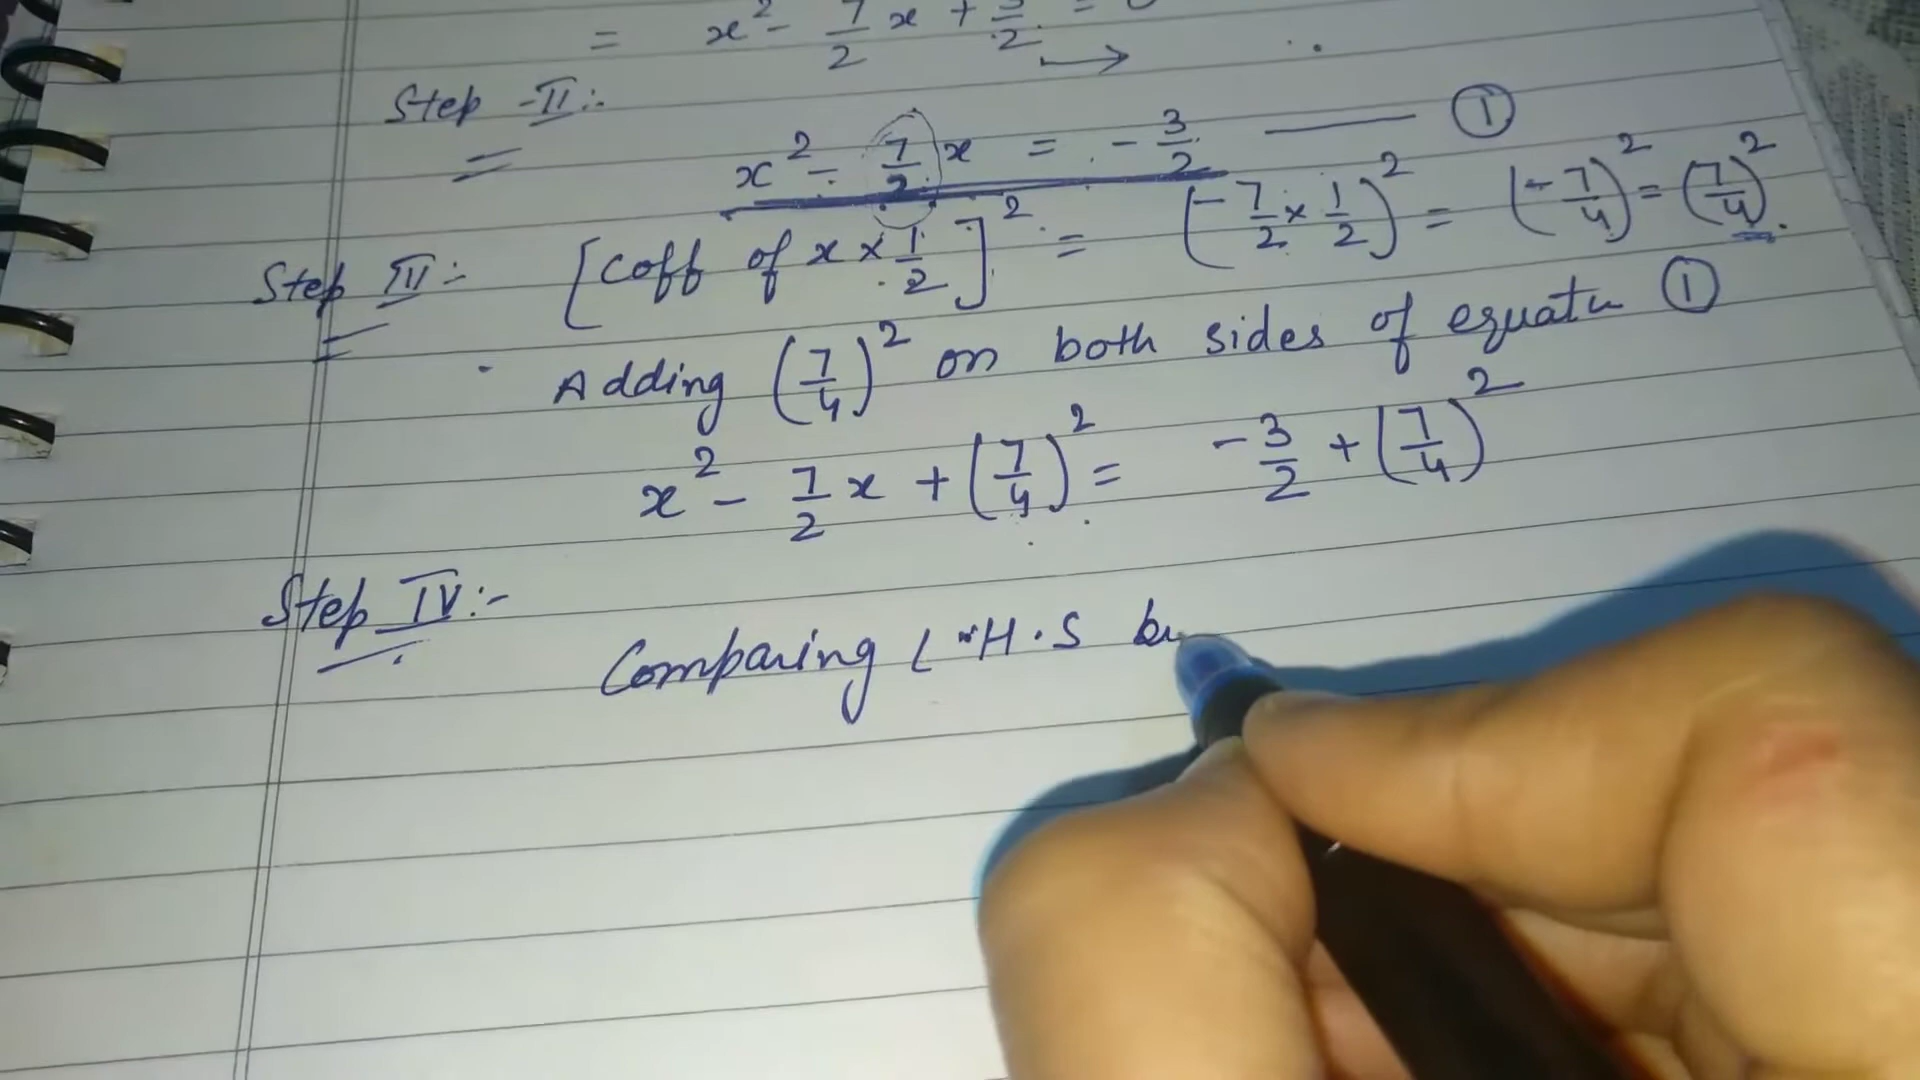 = x² - 7/2 x + 3/2 = 0
Step -II:-
x² - 7/2 x = - 3/2 —— ①
Step III:- [Coff of x × 1/2]² = (- 7/2 × 1/2)² = (- 7/4)² = (7/4)².
Adding (7/4)² on both sides of equatn ①
x² - 7/2 x + (7/4)² = - 3/2 + (7/4)²
Step IV:-
Comparing L.H.S